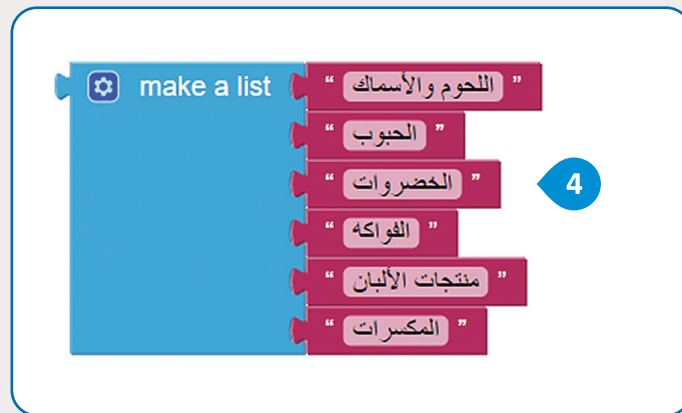 make a list " اللحوم والأسماك "
" الحبوب "
" الخضروات "
4
" الفواكه "
" منتجات الألبان "
" المكسرات "